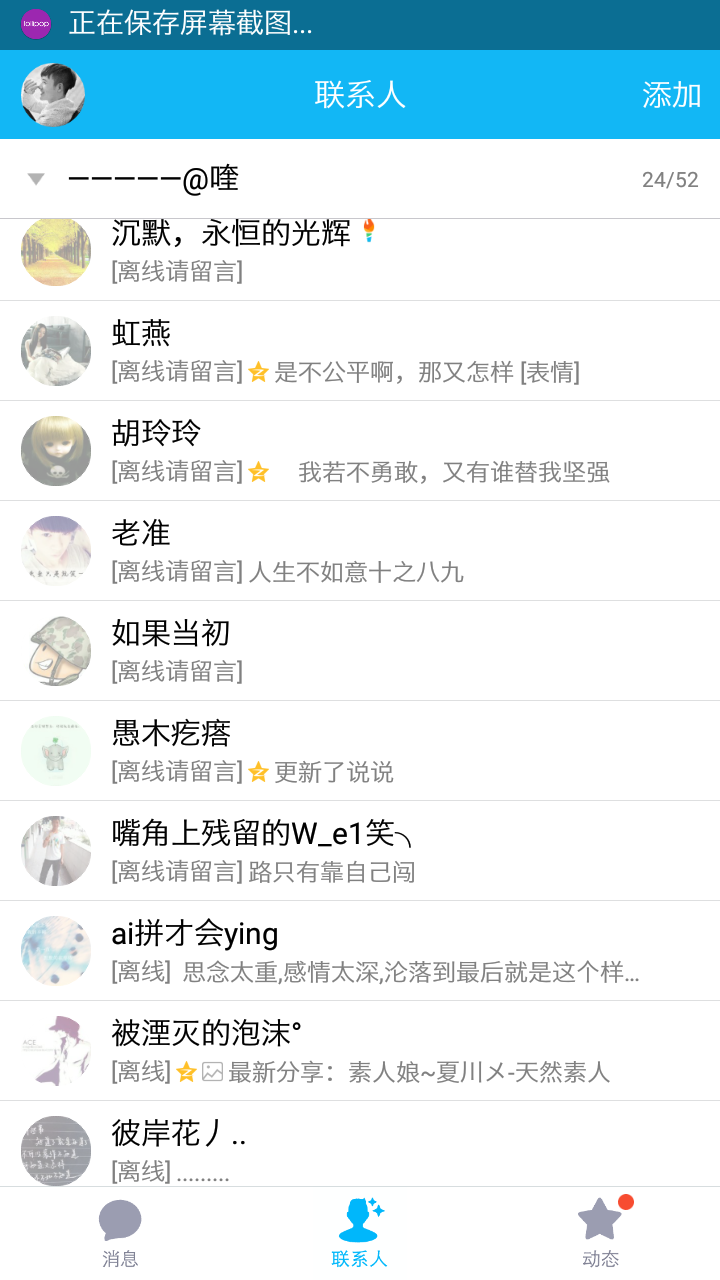 lollipop 正在保存屏幕截图...
联系人 添加
—————@喹 24/52
沉默，永恒的光辉
[离线请留言]
虹燕
[离线请留言] 是不公平啊，那又怎样 [表情]
胡玲玲
[离线请留言] 我若不勇敢，又有谁替我坚强
老准
[离线请留言] 人生不如意十之八九
如果当初
[离线请留言]
愚木疙瘩
[离线请留言] 更新了说说
嘴角上残留的W_e1笑╮
[离线请留言] 路只有靠自己闯
ai拼才会ying
[离线] 思念太重,感情太深,沦落到最后就是这个样...
被湮灭的泡沫°
[离线] 最新分享：素人娘~夏川メ-天然素人
彼岸花丿..
[离线] .........
消息 联系人 动态